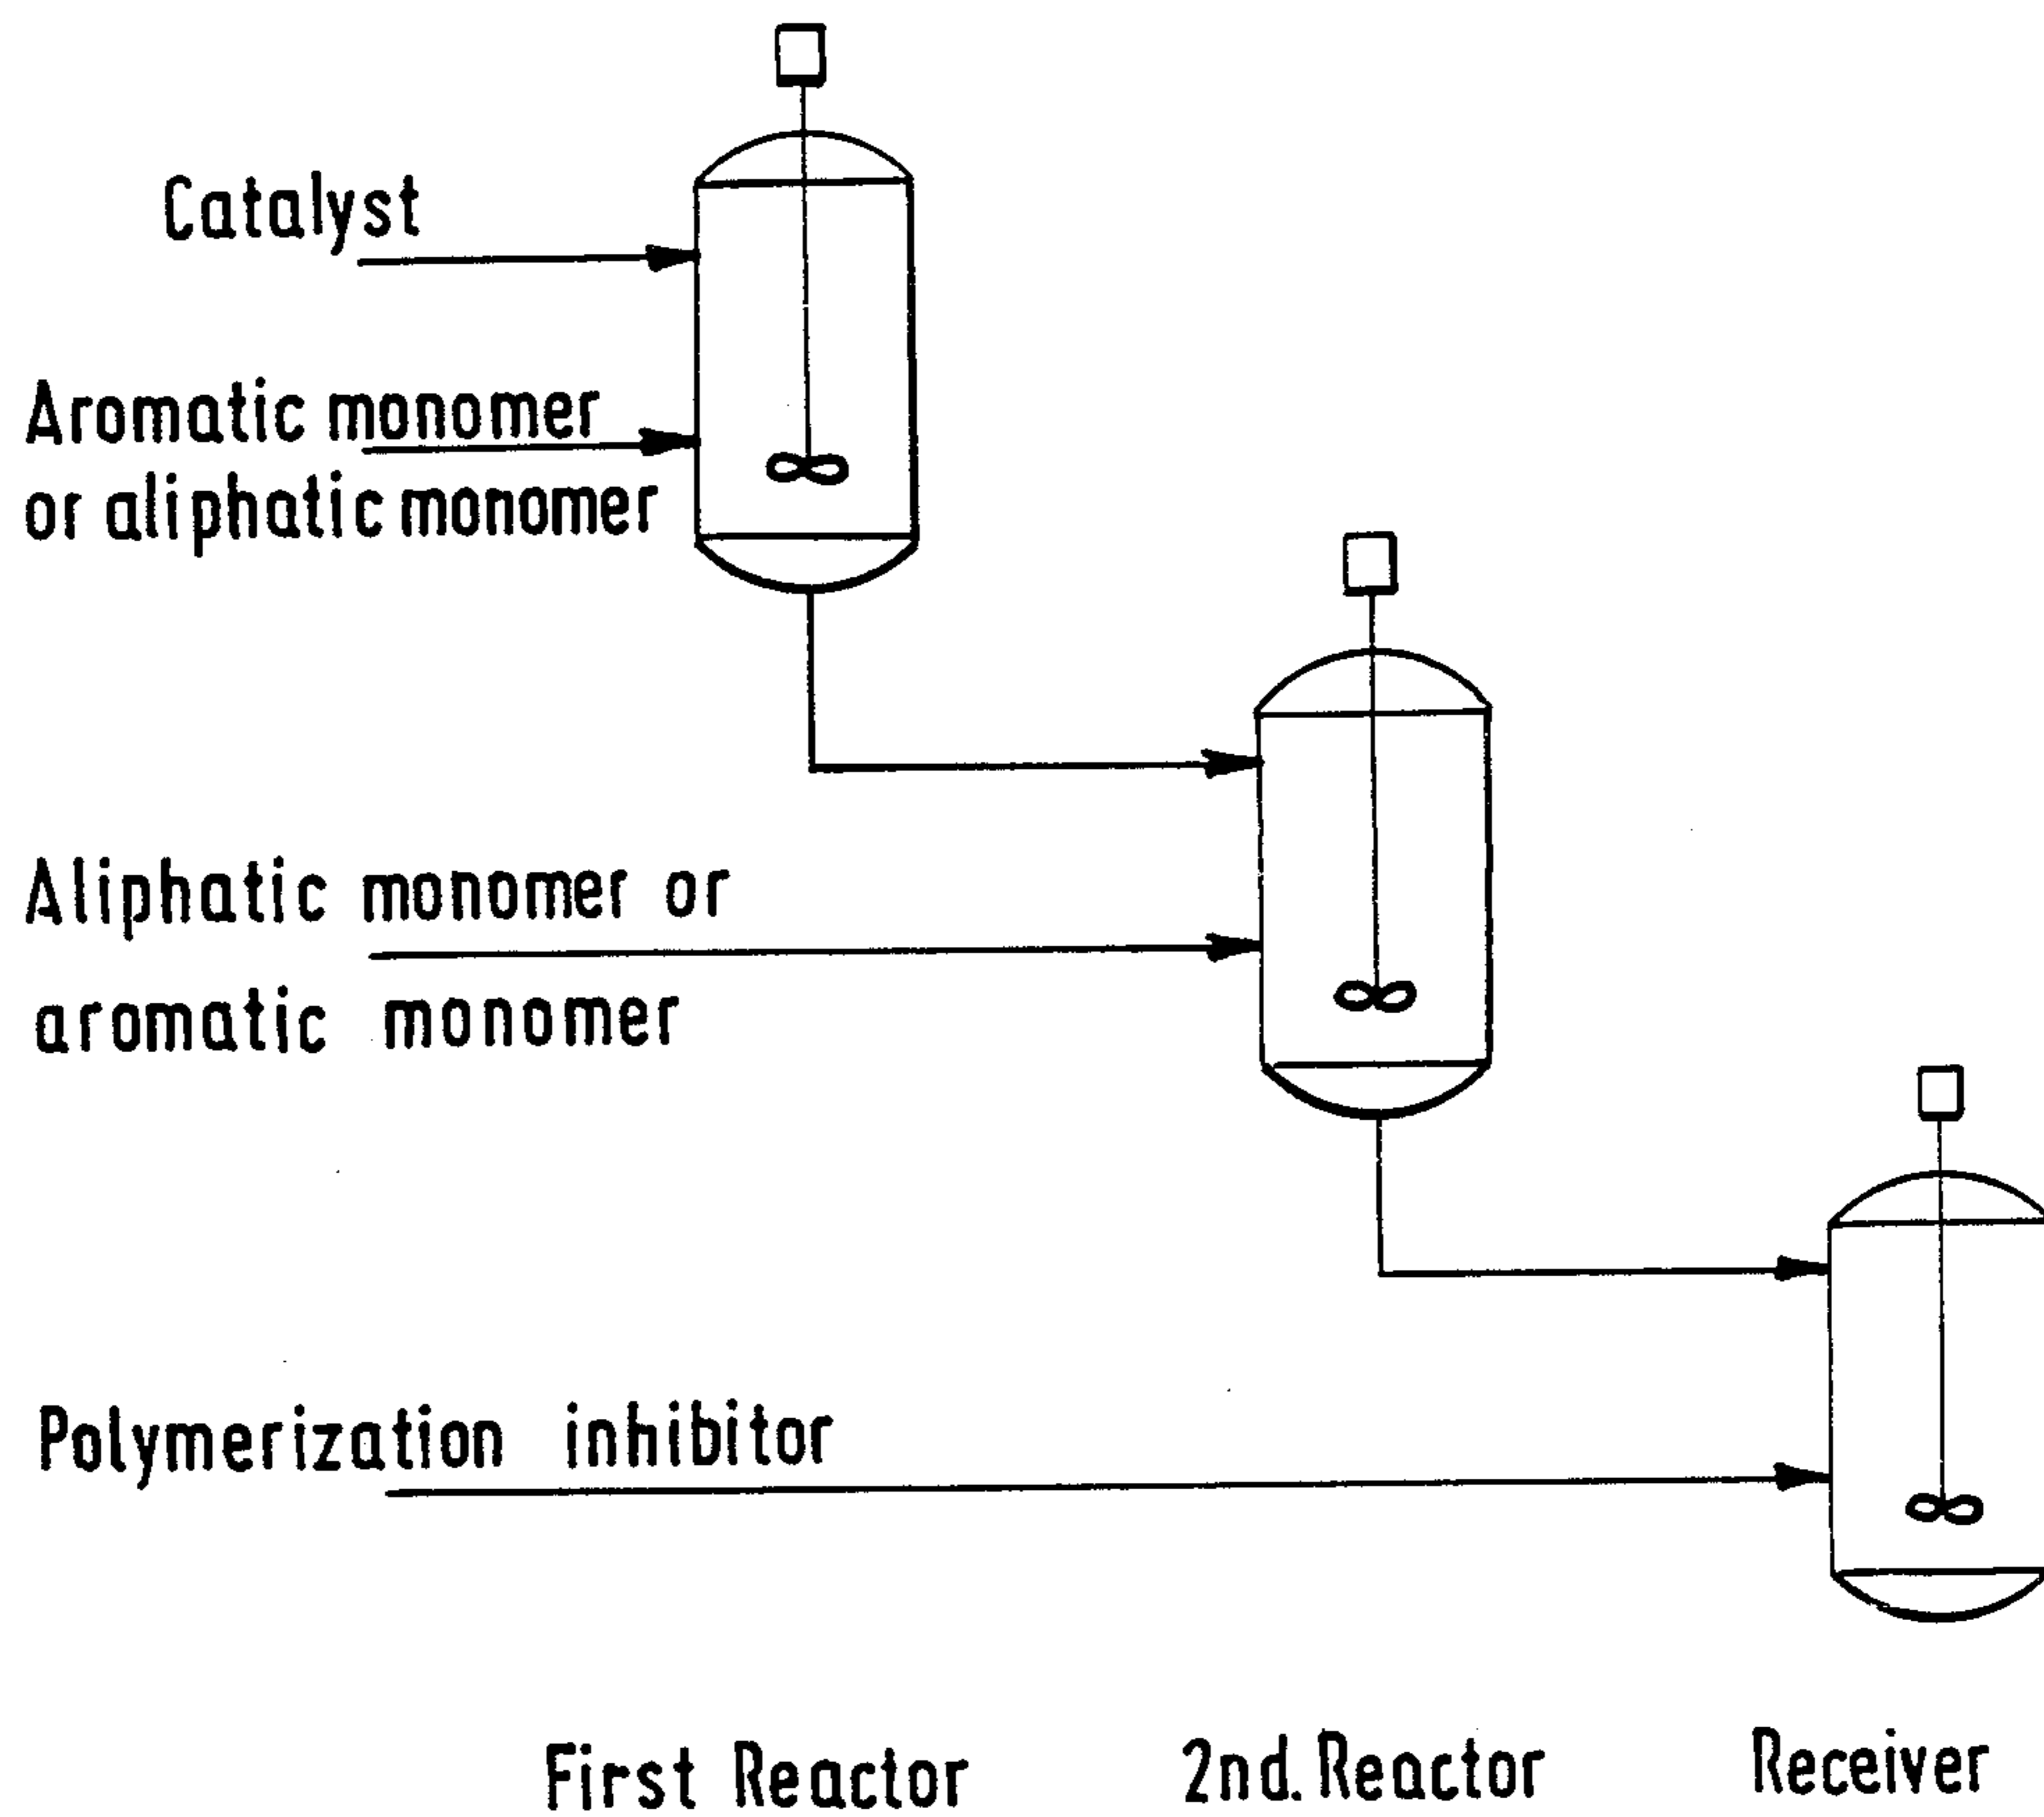 Catalyst
Aromatic monomer
or aliphatic monomer
Aliphatic monomer or
aromatic monomer
Polymerization inhibitor
First Reactor 2nd. Reactor Receiver